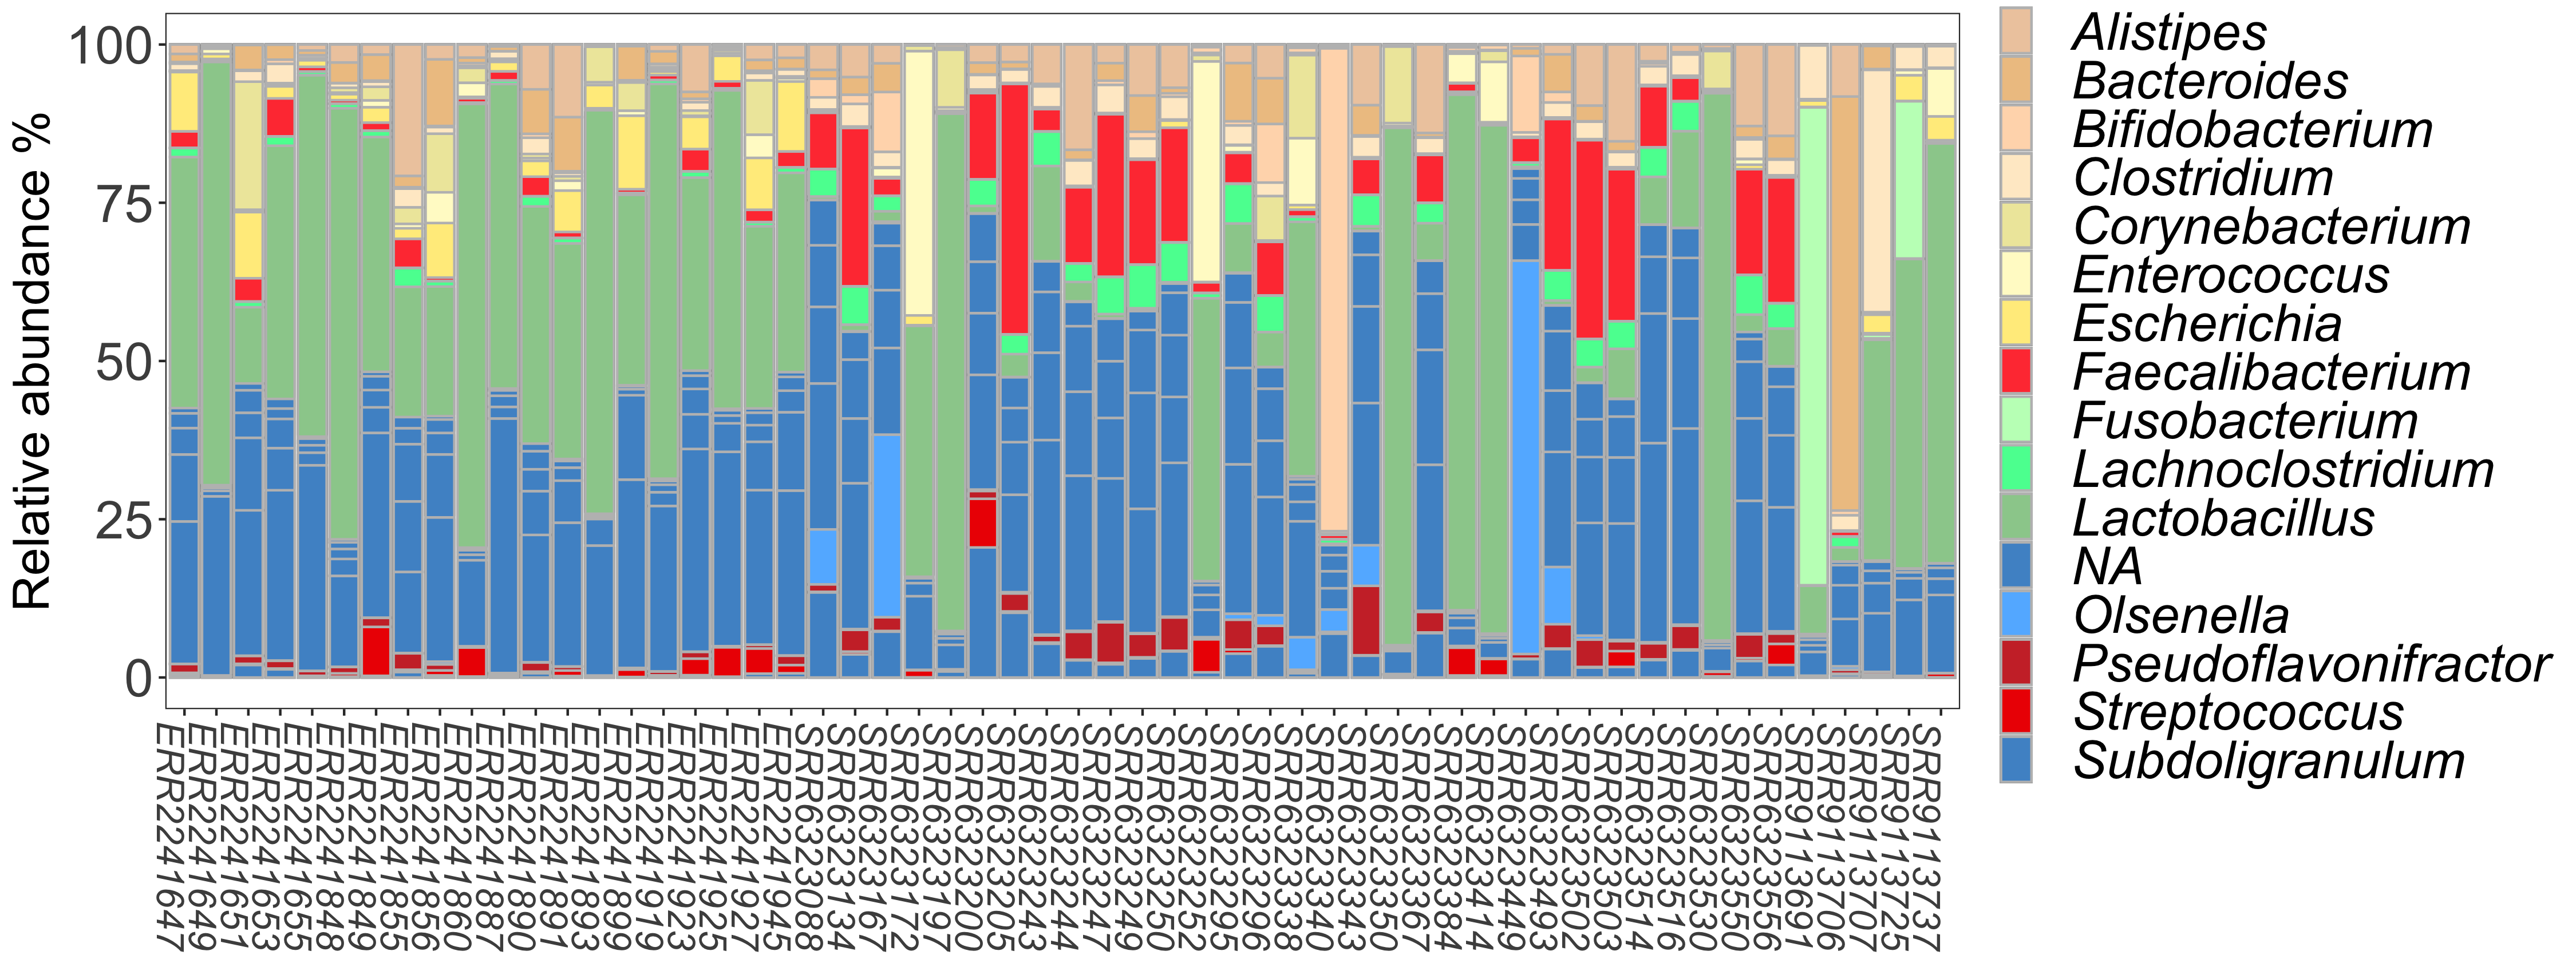 Relative abundance %
100
75
50
25
0
ERR2241647
ERR2241649
ERR2241651
ERR2241653
ERR2241655
ERR2241848
ERR2241849
ERR2241855
ERR2241856
ERR2241860
ERR2241887
ERR2241890
ERR2241891
ERR2241893
ERR2241899
ERR2241919
ERR2241923
ERR2241925
ERR2241927
ERR2241945
SRR6323088
SRR6323134
SRR6323167
SRR6323172
SRR6323197
SRR6323200
SRR6323205
SRR6323243
SRR6323244
SRR6323247
SRR6323249
SRR6323250
SRR6323252
SRR6323295
SRR6323296
SRR6323338
SRR6323340
SRR6323343
SRR6323350
SRR6323367
SRR6323384
SRR6323414
SRR6323449
SRR6323493
SRR6323502
SRR6323503
SRR6323514
SRR6323516
SRR6323530
SRR6323550
SRR6323556
SRR9113691
SRR9113706
SRR9113707
SRR9113725
SRR9113737
Alistipes
Bacteroides
Bifidobacterium
Clostridium
Corynebacterium
Enterococcus
Escherichia
Faecalibacterium
Fusobacterium
Lachnoclostridium
Lactobacillus
NA
Olsenella
Pseudoflavonifractor
Streptococcus
Subdoligranulum